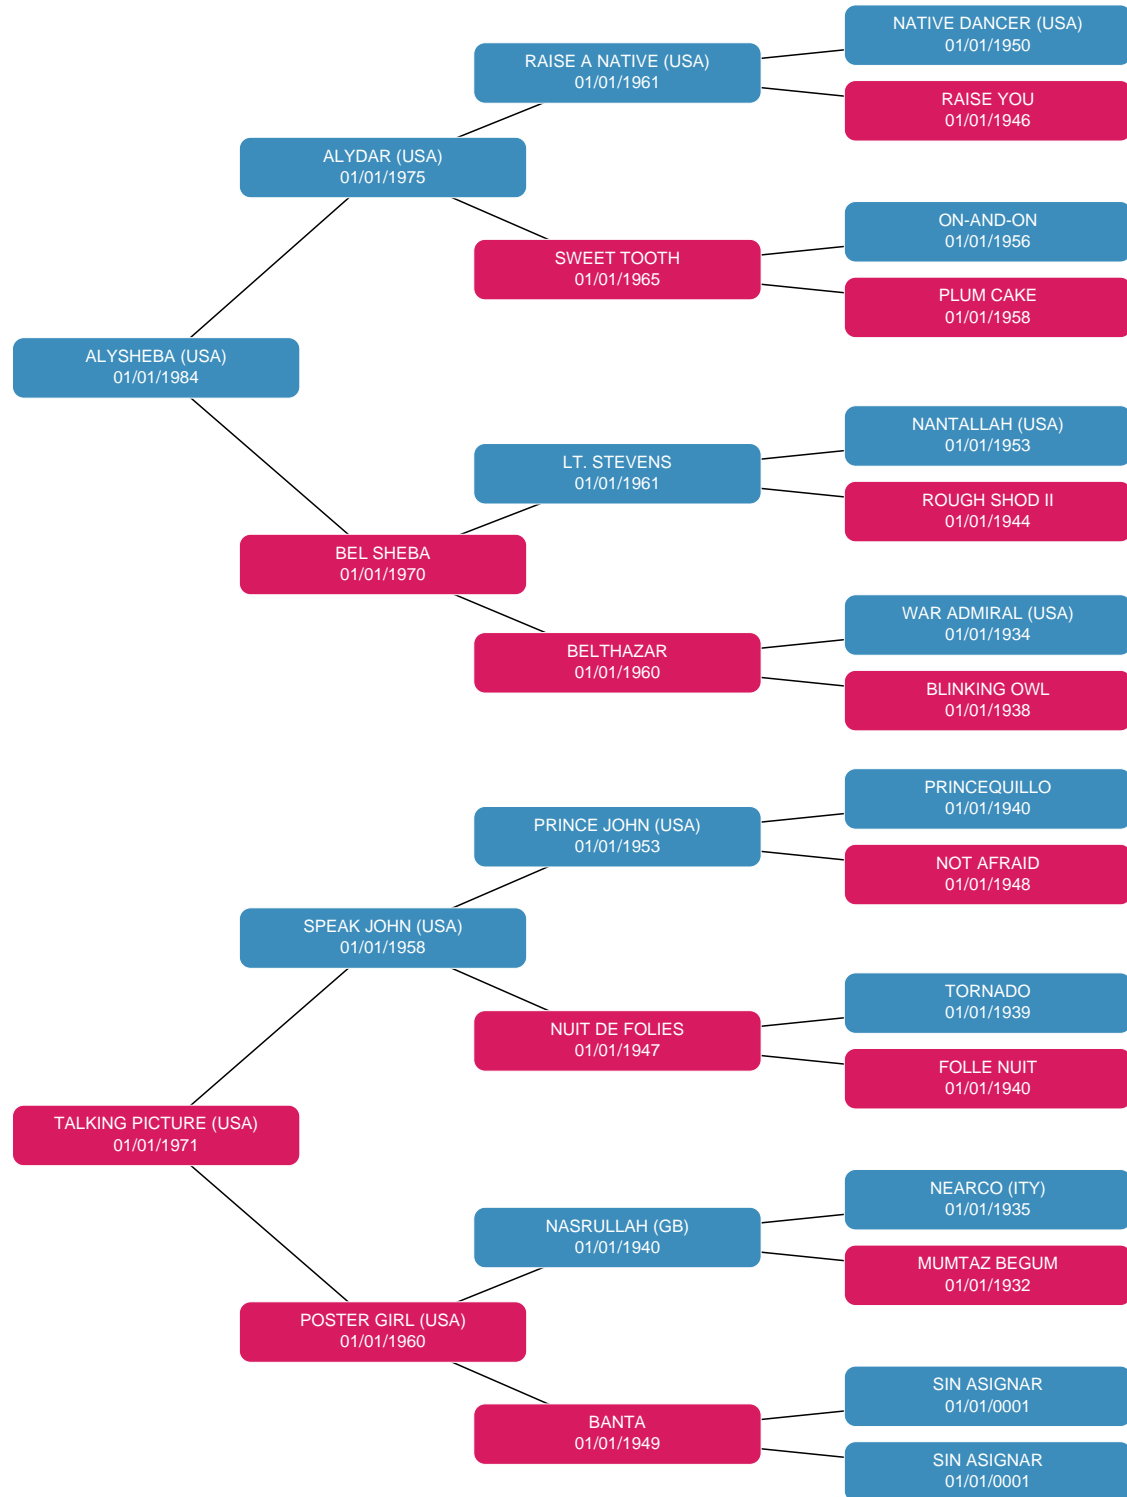 NATIVE DANCER (USA)
01/01/1950
RAISE A NATIVE (USA)
01/01/1961
RAISE YOU
01/01/1946
ALYDAR (USA)
01/01/1975
ON-AND-ON
01/01/1956
SWEET TOOTH
01/01/1965
PLUM CAKE
01/01/1958
ALYSHEBA (USA)
01/01/1984
NANTALLAH (USA)
01/01/1953
LT. STEVENS
01/01/1961
ROUGH SHOD II
01/01/1944
BEL SHEBA
01/01/1970
WAR ADMIRAL (USA)
01/01/1934
BELTHAZAR
01/01/1960
BLINKING OWL
01/01/1938
PRINCEQUILLO
01/01/1940
PRINCE JOHN (USA)
01/01/1953
NOT AFRAID
01/01/1948
SPEAK JOHN (USA)
01/01/1958
TORNADO
01/01/1939
NUIT DE FOLIES
01/01/1947
FOLLE NUIT
01/01/1940
TALKING PICTURE (USA)
01/01/1971
NEARCO (ITY)
01/01/1935
NASRULLAH (GB)
01/01/1940
MUMTAZ BEGUM
01/01/1932
POSTER GIRL (USA)
01/01/1960
SIN ASIGNAR
01/01/0001
BANTA
01/01/1949
SIN ASIGNAR
01/01/0001